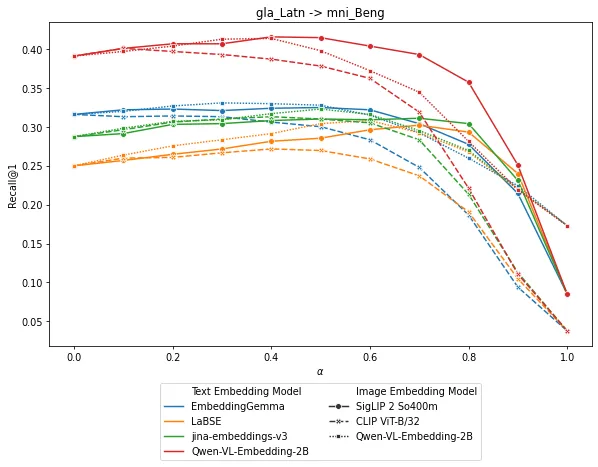 gla_Latn -> mni_Beng
Recall@1
0.40
0.35
0.30
0.25
0.20
0.15
0.10
0.05
0.0 0.2 0.4 0.6 0.8 1.0
α
Text Embedding Model
EmbeddingGemma
LaBSE
jina-embeddings-v3
Qwen-VL-Embedding-2B
Image Embedding Model
SigLIP 2 So400m
CLIP ViT-B/32
Qwen-VL-Embedding-2B